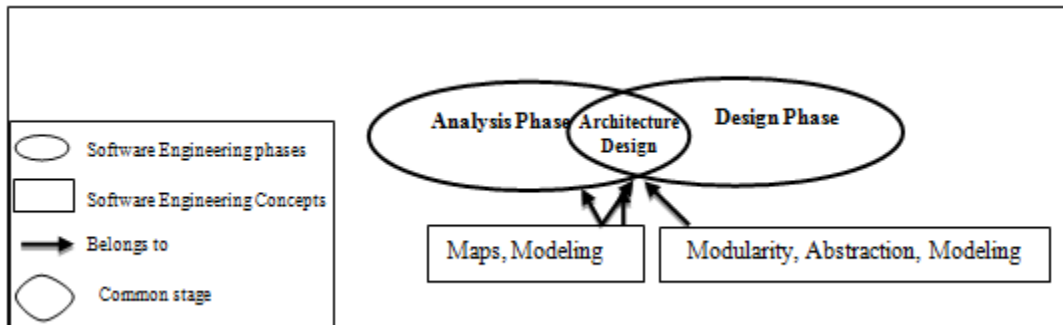 Analysis Phase
Architecture
Design
Design Phase
Software Engineering phases
Software Engineering Concepts
Belongs to
Common stage
Maps, Modeling
Modularity, Abstraction, Modeling